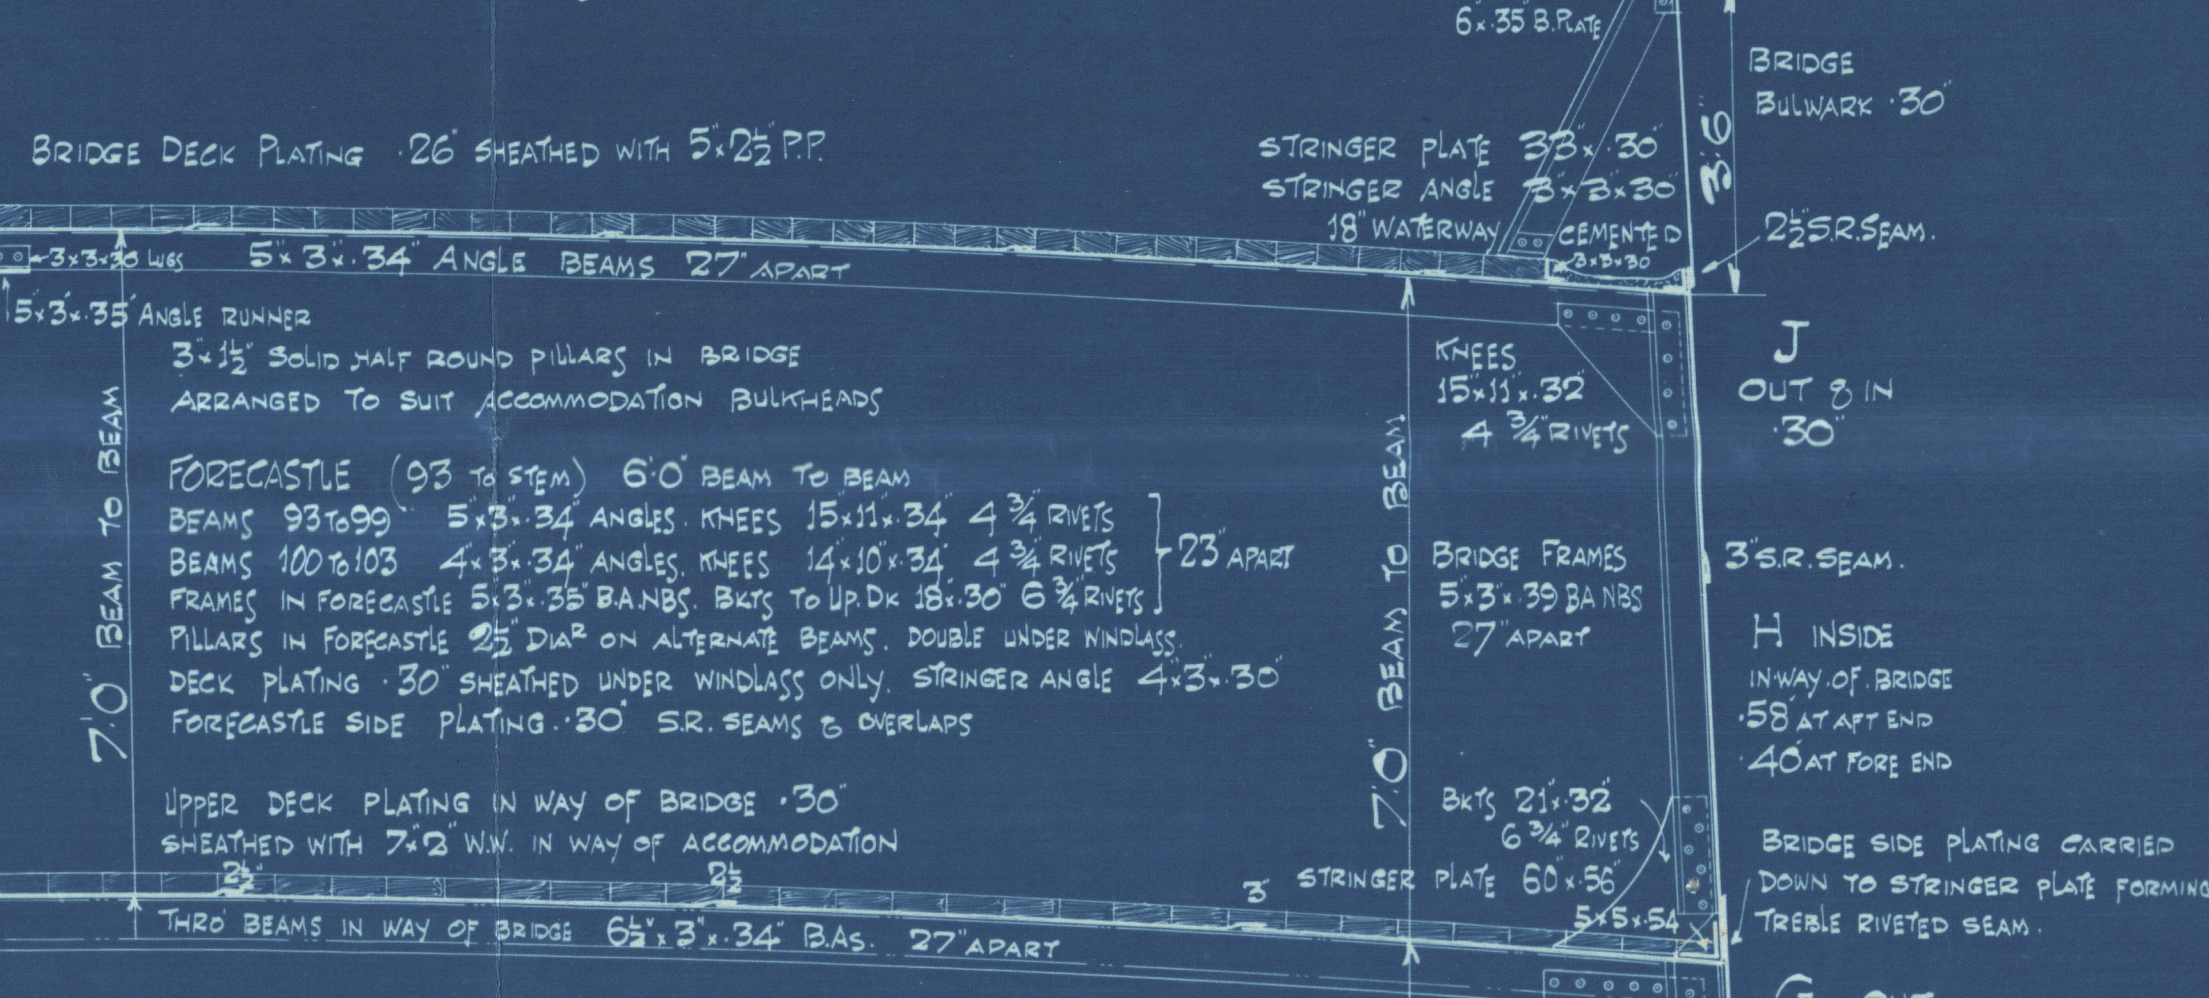 6"×·35 B.PLATE
BRIDGE
BULWARK ·30"
3'6"
BRIDGE DECK PLATING ·26" SHEATHED WITH 5"×2½" P.P.
STRINGER PLATE 33"×·30"
STRINGER ANGLE 3"×3"×·30"
18" WATERWAY CEMENTED
3×3×30
2½" S.R. SEAM.
3×3×30 LUGS
5"×3"×·34" ANGLE BEAMS 27" APART
5"×3"×·35" ANGLE RUNNER
3"×1½" SOLID HALF ROUND PILLARS IN BRIDGE
ARRANGED TO SUIT ACCOMMODATION BULKHEADS
7'0" BEAM TO BEAM
FORECASTLE (93 TO STEM) 6'0" BEAM TO BEAM
BEAMS 93 TO 99 5"×3"×·34" ANGLES. KNEES 15"×11"×·34" 4 ¾" RIVETS
BEAMS 100 TO 103 4"×3"×·34" ANGLES. KNEES 14"×10"×·34" 4 ¾" RIVETS
23" APART
FRAMES IN FORECASTLE 5"×3"×·35" B.A.NBS. BKTS TO UP. DK 18"×·30" 6 ¾" RIVETS
PILLARS IN FORECASTLE DIAR ON ALTERNATE BEAMS. DOUBLE UNDER WINDLASS.
DECK PLATING ·30" SHEATHED UNDER WINDLASS ONLY. STRINGER ANGLE 4"×3"×·30"
FORECASTLE SIDE PLATING. ·30" S.R. SEAMS & OVERLAPS
UPPER DECK PLATING IN WAY OF BRIDGE ·30"
SHEATHED WITH W.W. IN WAY OF ACCOMMODATION
2½"
2½
3"
THRO' BEAMS IN WAY OF BRIDGE 6½"×3"×·34" B.AS. 27" APART
7'0" BEAM TO BEAM
KNEES
15"×11"×·32"
4 ¾" RIVETS
BRIDGE FRAMES
5"×3"×·39 BA NBS
27" APART
BKTS 21"×·32"
6 ¾" RIVETS
STRINGER PLATE 60"×·56"
5×5×·54
J
OUT & IN
·30"
3" S.R. SEAM.
H INSIDE
IN.WAY.OF.BRIDGE
·58" AT AFT END
·40" AT FORE END
BRIDGE SIDE PLATING CARRIED
DOWN TO STRINGER PLATE FORMING
TREBLE RIVETED SEAM.